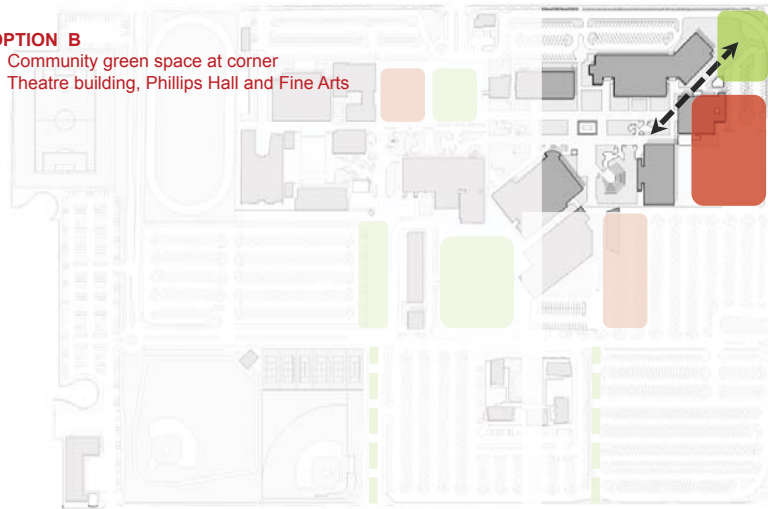 OPTION B
Community green space at corner
Theatre building, Phillips Hall and Fine Arts